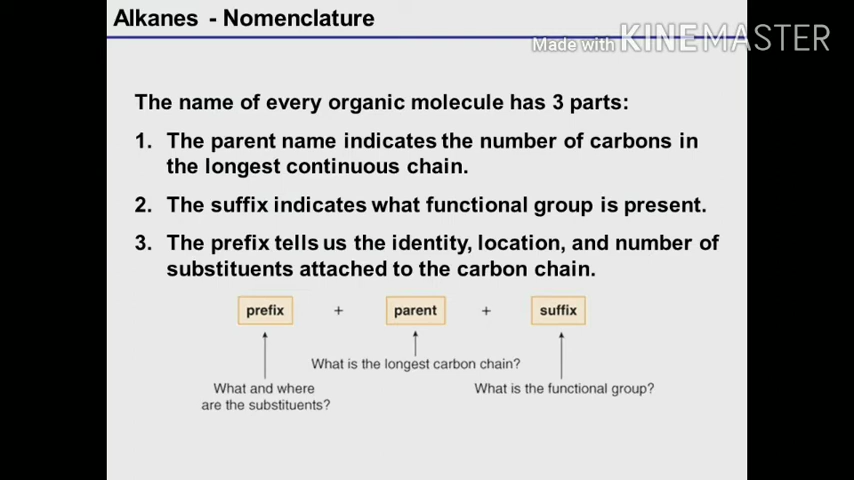 Alkanes - Nomenclature
Made with KINEMASTER
The name of every organic molecule has 3 parts:
1. The parent name indicates the number of carbons in
the longest continuous chain.
2. The suffix indicates what functional group is present.
3. The prefix tells us the identity, location, and number of
substituents attached to the carbon chain.
prefix + parent + suffix
What is the longest carbon chain?
What and where
are the substituents?
What is the functional group?